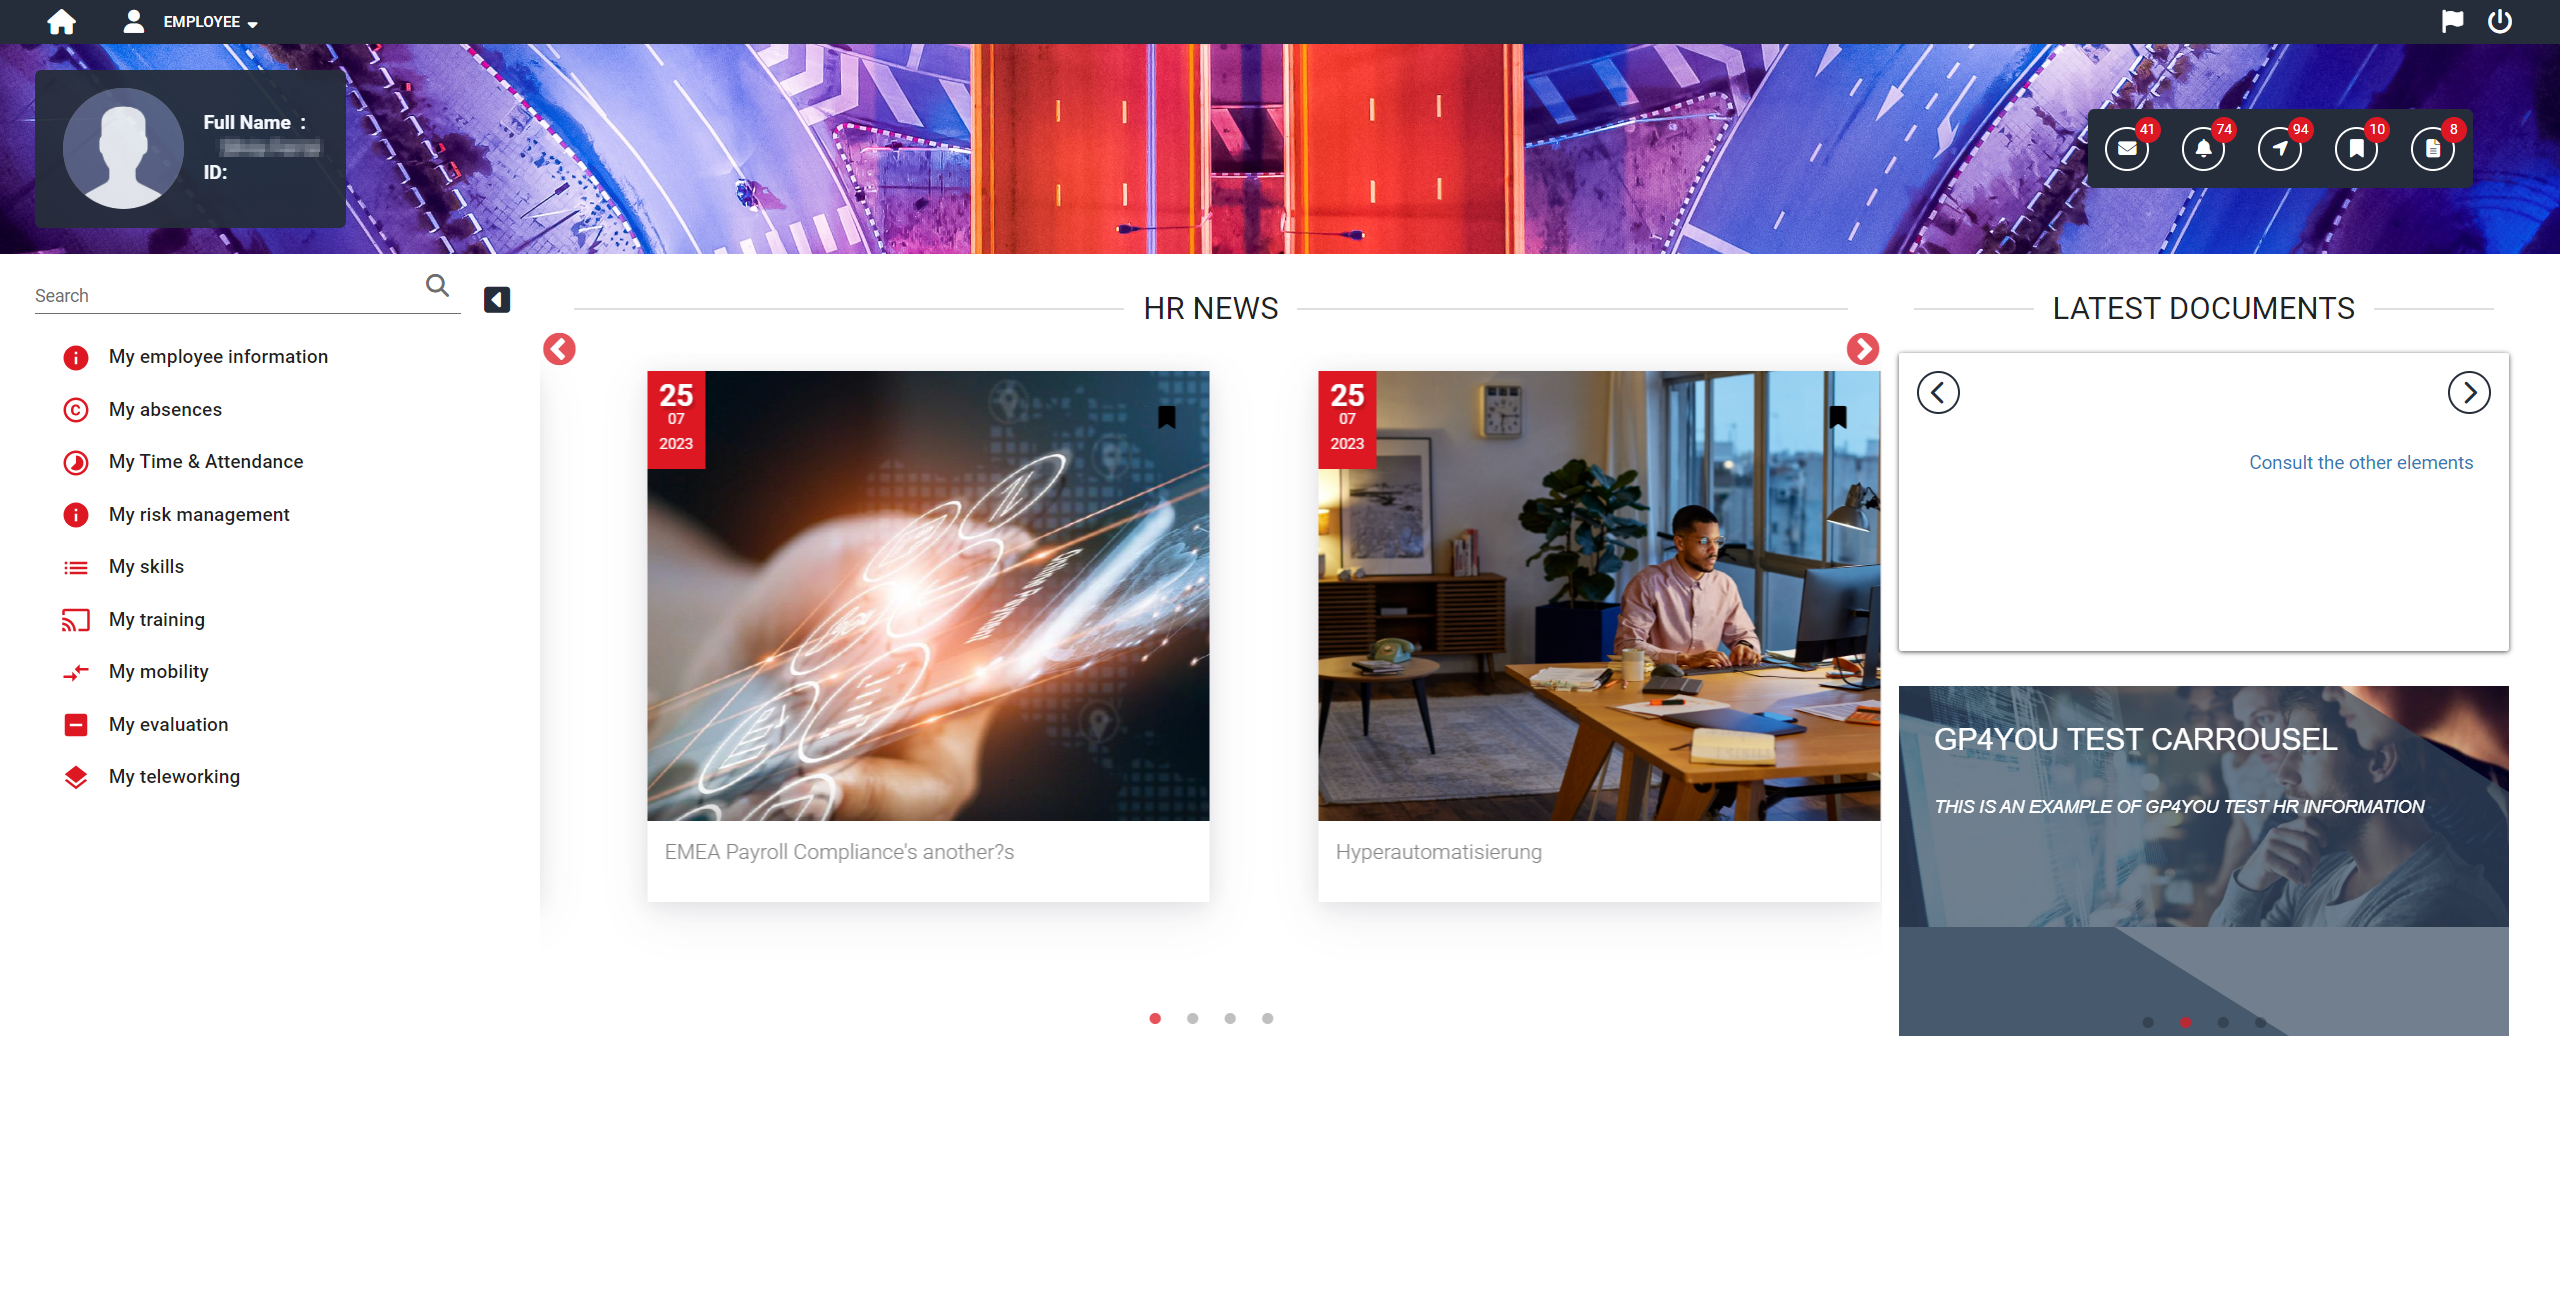 EMPLOYEE
Full Name :
ID:
41
74
94
10
8
Search
My employee information
My absences
My Time & Attendance
My risk management
My skills
My training
My mobility
My evaluation
My teleworking
HR NEWS
25
07
2023
EMEA Payroll Compliance's another?s
25
07
2023
Hyperautomatisierung
LATEST DOCUMENTS
Consult the other elements
GP4YOU TEST CARROUSEL
THIS IS AN EXAMPLE OF GP4YOU TEST HR INFORMATION